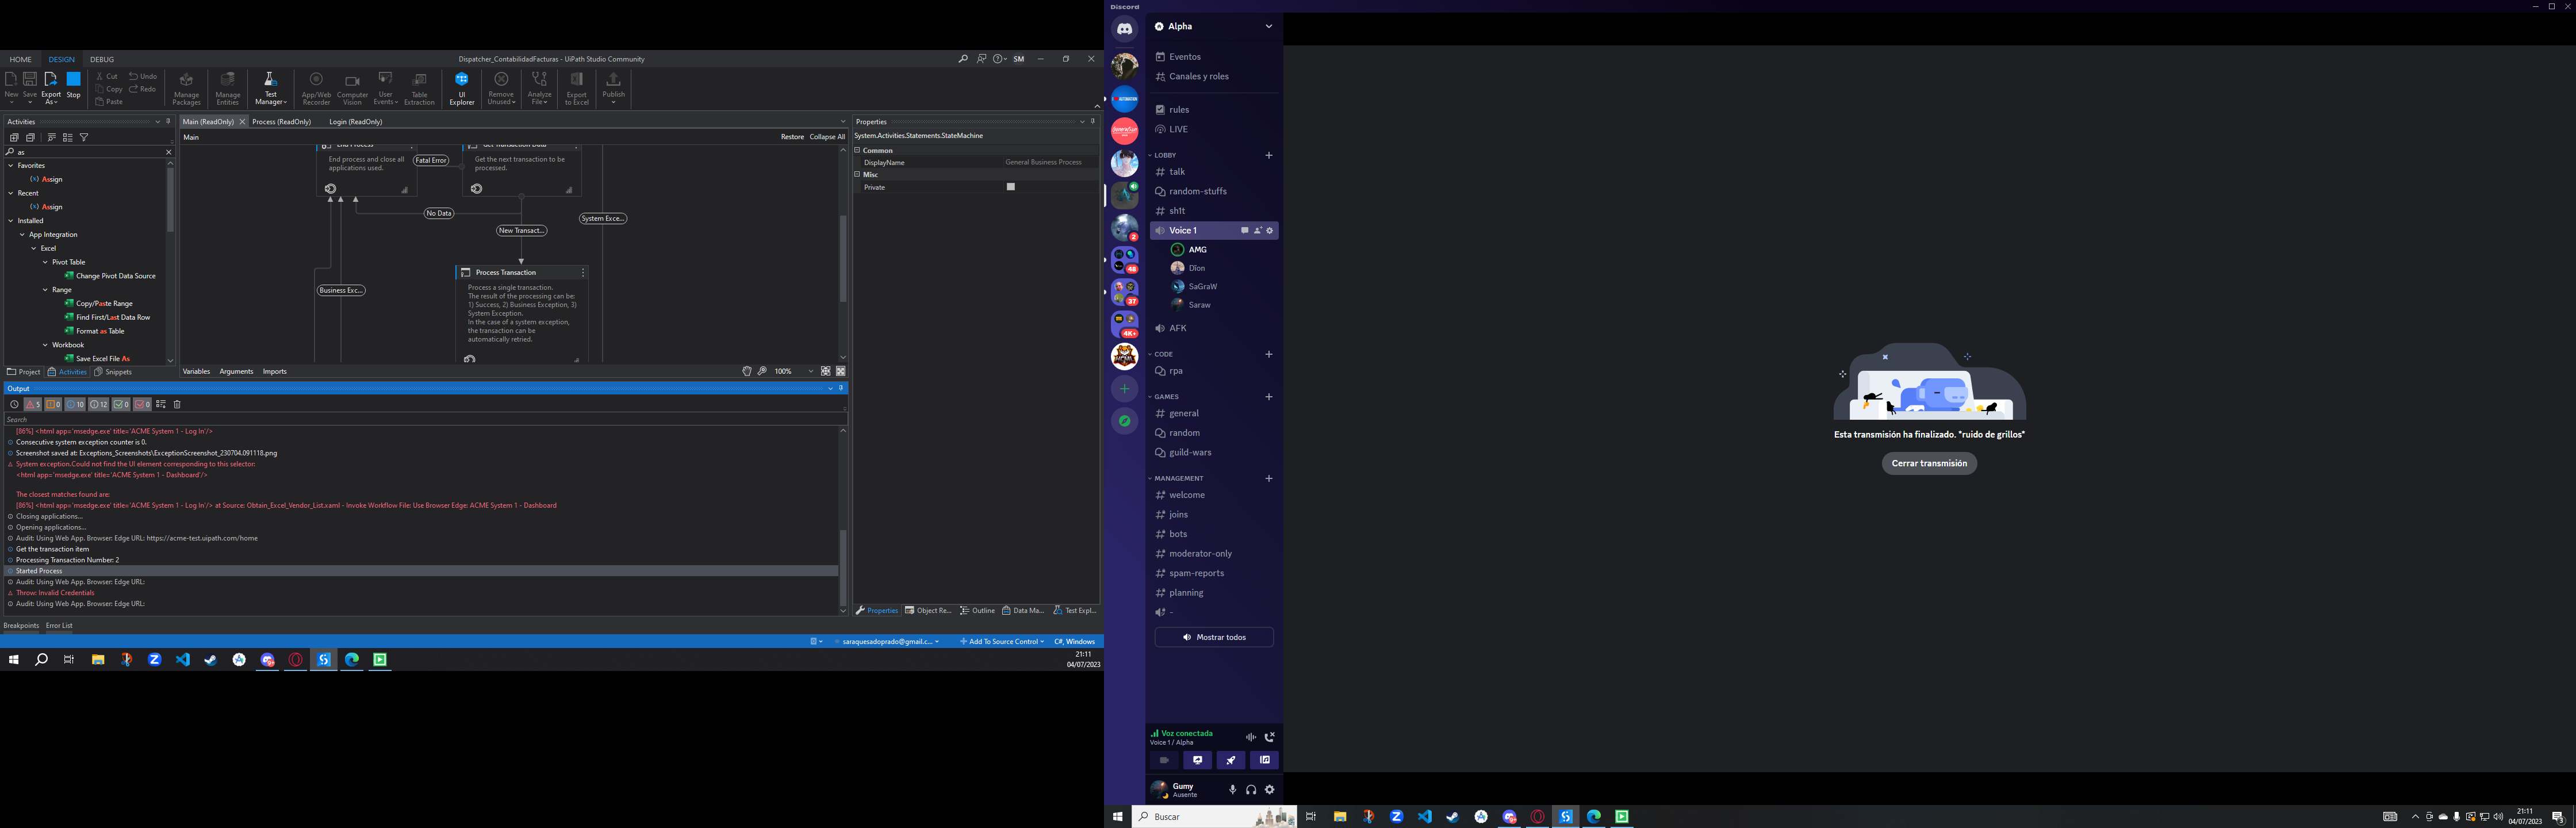 HOME DESIGN DEBUG
Dispatcher_ContabilidadFacturas - UiPath Studio Community
SM
New Save Export As Stop
Cut Undo
Copy Redo
Paste
Manage Packages
Manage Entities
Test Manager
App/Web Recorder
Computer Vision
User Events
Table Extraction
UI Explorer
Remove Unused
Analyze File
Export to Excel
Publish
Activities
as
Favorites
Assign
Recent
Assign
Installed
App Integration
Excel
Pivot Table
Change Pivot Data Source
Range
Copy/Paste Range
Find First/Last Data Row
Format as Table
Workbook
Save Excel File As
Project Activities Snippets
Main (ReadOnly) Process (ReadOnly) Login (ReadOnly)
Main
Restore Collapse All
End Process
End process and close all
applications used.
Fatal Error
Get Transaction Data
Get the next transaction to be
processed.
No Data
New Transact...
System Exce...
Business Exc...
Process Transaction
Process a single transaction.
The result of the processing can be:
1) Success, 2) Business Exception, 3)
System Exception.
In the case of a system exception,
the transaction can be
automatically retried.
Variables Arguments Imports
100%
Properties
System.Activities.Statements.StateMachine
Common
DisplayName General Business Process
Misc
Private
Properties Object Re... Outline Data Ma... Test Expl...
Output
5 0 10 12 0 0
Search
[86%] <html app='msedge.exe' title='ACME System 1 - Log In'/>
Consecutive system exception counter is 0.
Screenshot saved at: Exceptions_Screenshots\ExceptionScreenshot_230704.091118.png
System exception.Could not find the UI element corresponding to this selector:
<html app='msedge.exe' title='ACME System 1 - Dashboard'/>
The closest matches found are:
[86%] <html app='msedge.exe' title='ACME System 1 - Log In'/> at Source: Obtain_Excel_Vendor_List.xaml - Invoke Workflow File: Use Browser Edge: ACME System 1 - Dashboard
Closing applications...
Opening applications...
Audit: Using Web App. Browser: Edge URL: https://acme-test.uipath.com/home
Get the transaction item
Processing Transaction Number: 2
Started Process
Audit: Using Web App. Browser: Edge URL:
Throw: Invalid Credentials
Audit: Using Web App. Browser: Edge URL:
Breakpoints Error List
saraquesadoprado@gmail.c... Add To Source Control C#, Windows
21:11
04/07/2023
Discord
Alpha
Eventos
Canales y roles
rules
LIVE
LOBBY
talk
random-stuffs
sh1t
Voice 1
AMG
Dion
SaGraW
Saraw
AFK
CODE
rpa
GAMES
general
random
guild-wars
MANAGEMENT
welcome
joins
bots
moderator-only
spam-reports
planning
-
Mostrar todos
2
48
37
4K+
Voz conectada
Voice 1 / Alpha
Gumy
Ausente
Esta transmisión ha finalizado. *ruido de grillos*
Cerrar transmisión
Buscar
21:11
04/07/2023
3